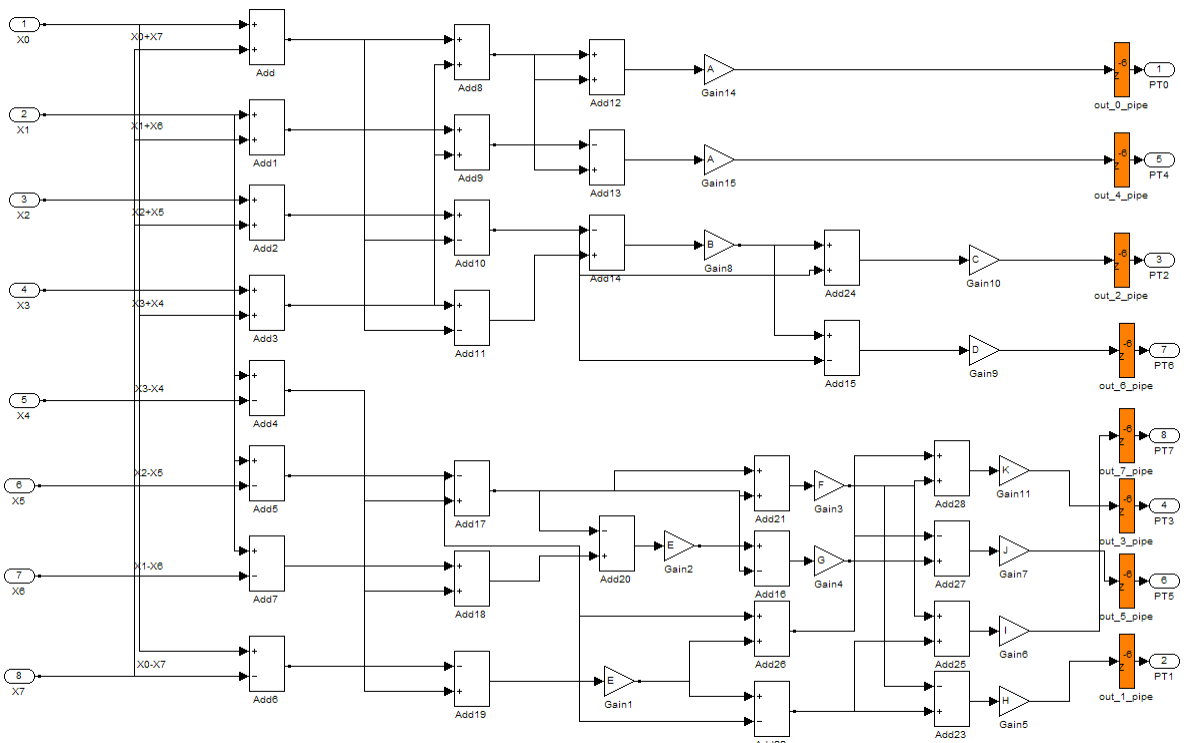 1
X0
X0+X7
+
+
Add
+
+
Add8
+
+
Add12
A
Gain14
-6
Z
out_0_pipe
1
PT0
2
X1
X1+X6
+
+
Add1
+
+
Add9
−
+
Add13
A
Gain15
-6
Z
out_4_pipe
5
PT4
3
X2
X2+X5
+
+
Add2
+
−
Add10
−
+
Add14
B
Gain8
+
+
Add24
C
Gain10
-6
Z
out_2_pipe
3
PT2
4
X3
X3+X4
+
+
Add3
+
−
Add11
+
−
Add15
D
Gain9
-6
Z
out_6_pipe
7
PT6
5
X4
X3-X4
+
−
Add4
-6
Z
out_7_pipe
8
PT7
6
X5
X2-X5
+
−
Add5
−
+
Add17
+
+
Add21
F
Gain3
+
+
Add28
K
Gain11
-6
Z
out_3_pipe
4
PT3
7
X6
X1-X6
+
−
Add7
+
+
Add18
−
+
Add20
E
Gain2
+
−
Add16
G
Gain4
−
+
Add27
J
Gain7
-6
Z
out_5_pipe
6
PT5
+
+
Add26
+
+
Add25
I
Gain6
8
X7
X0-X7
+
−
Add6
−
+
Add19
E
Gain1
+
−
−
+
Add23
H
Gain5
-6
Z
out_1_pipe
2
PT1